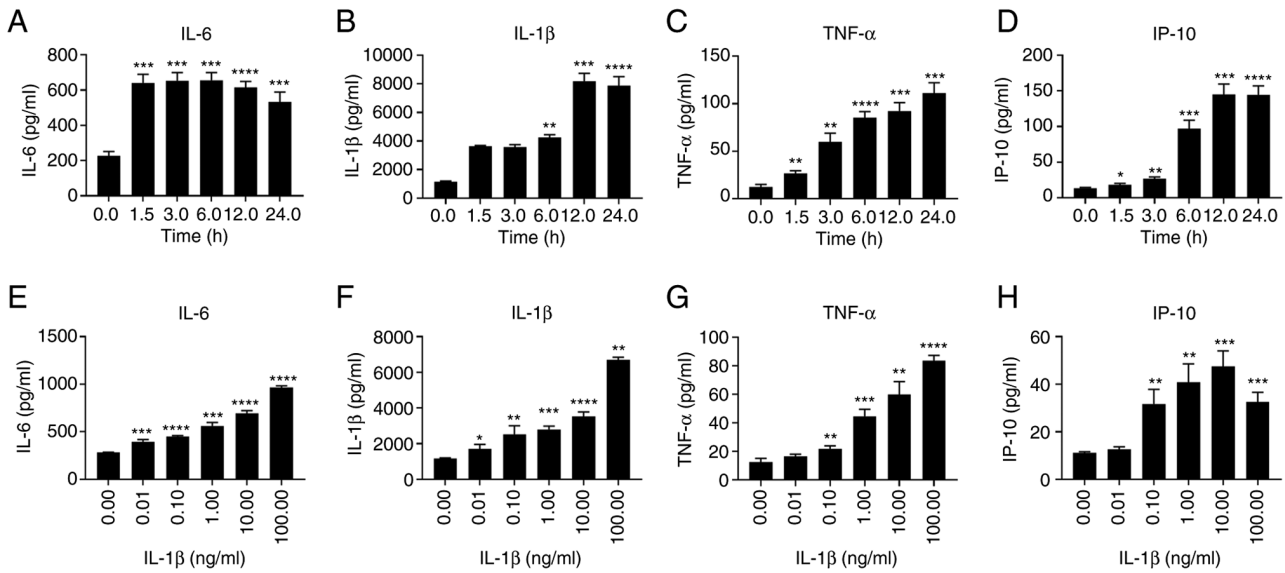 A
IL-6
IL-6 (pg/ml)
800
600
400
200
0
*** *** *** **** ***
0.0 1.5 3.0 6.0 12.0 24.0
Time (h)
B
IL-1β
IL-1β (pg/ml)
10000
8000
6000
4000
2000
0
** *** ****
0.0 1.5 3.0 6.0 12.0 24.0
Time (h)
C
TNF-α
TNF-α (pg/ml)
150
100
50
0
** ** **** *** ***
0.0 1.5 3.0 6.0 12.0 24.0
Time (h)
D
IP-10
IP-10 (pg/ml)
200
150
100
50
0
* ** *** *** ****
0.0 1.5 3.0 6.0 12.0 24.0
Time (h)
E
IL-6
IL-6 (pg/ml)
1500
1000
500
0
*** **** *** **** ****
0.00 0.01 0.10 1.00 10.00 100.00
IL-1β (ng/ml)
F
IL-1β
IL-1β (pg/ml)
8000
6000
4000
2000
0
* ** *** **** **
0.00 0.01 0.10 1.00 10.00 100.00
IL-1β (ng/ml)
G
TNF-α
TNF-α (pg/ml)
100
80
60
40
20
0
** *** ** ****
0.00 0.01 0.10 1.00 10.00 100.00
IL-1β (ng/ml)
H
IP-10
IP-10 (pg/ml)
60
40
20
0
** ** *** ***
0.00 0.01 0.10 1.00 10.00 100.00
IL-1β (ng/ml)